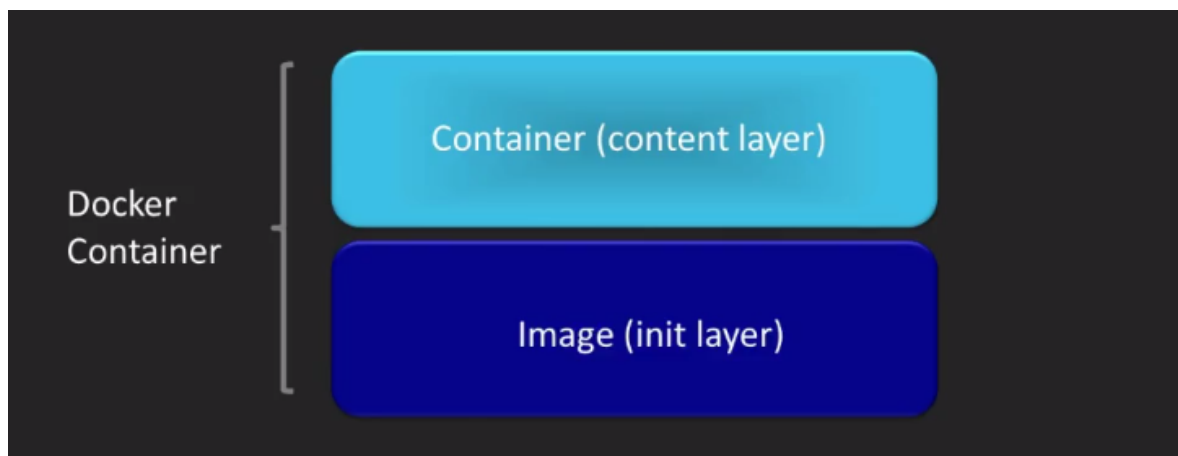 Docker
Container
Container (content layer)
Image (init layer)